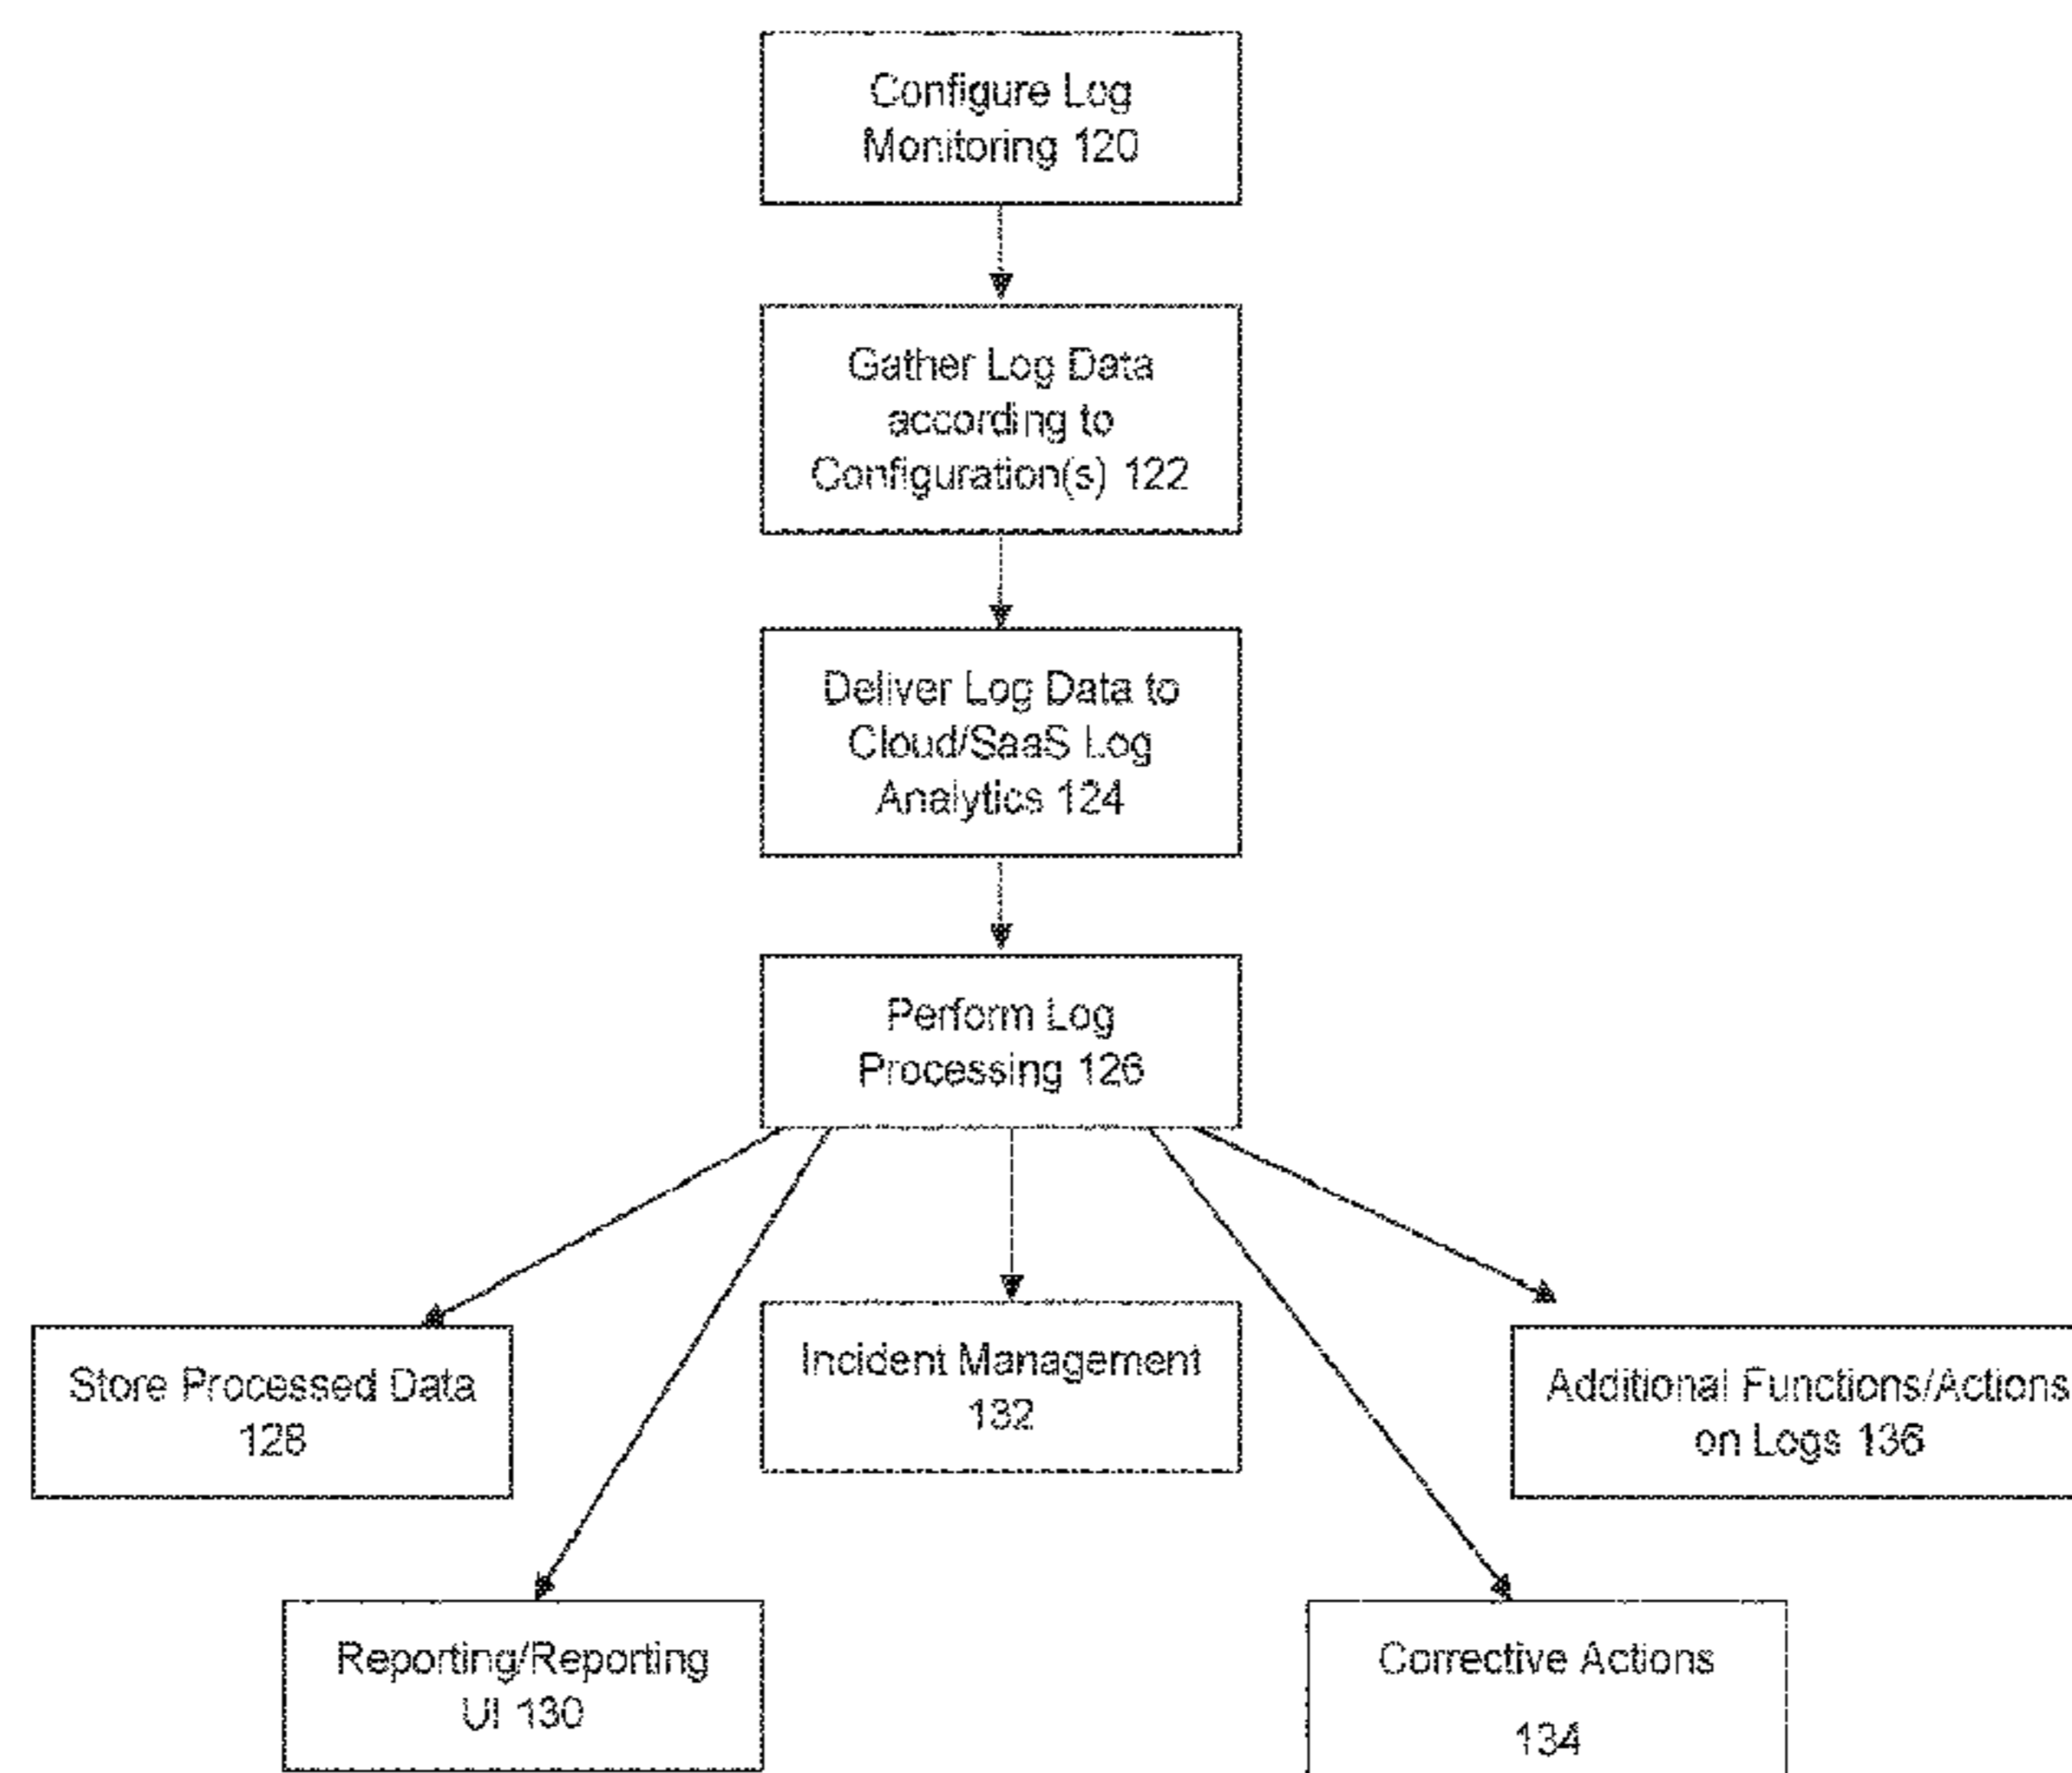 Configure Log
Monitoring 120
Gather Log Data
according to
Configuration(s) 122
Deliver Log Data to
Cloud/SaaS Log
Analytics 124
Perform Log
Processing 126
Store Processed Data
128
Incident Management
132
Additional Functions/Actions
on Logs 136
Reporting/Reporting
UI 130
Corrective Actions
134